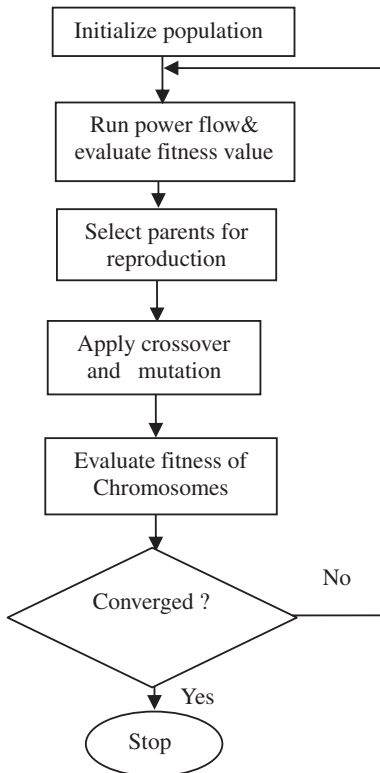 Initialize population
Run power flow&
evaluate fitness value
Select parents for
reproduction
Apply crossover
and mutation
Evaluate fitness of
Chromosomes
Converged ?
No
Yes
Stop